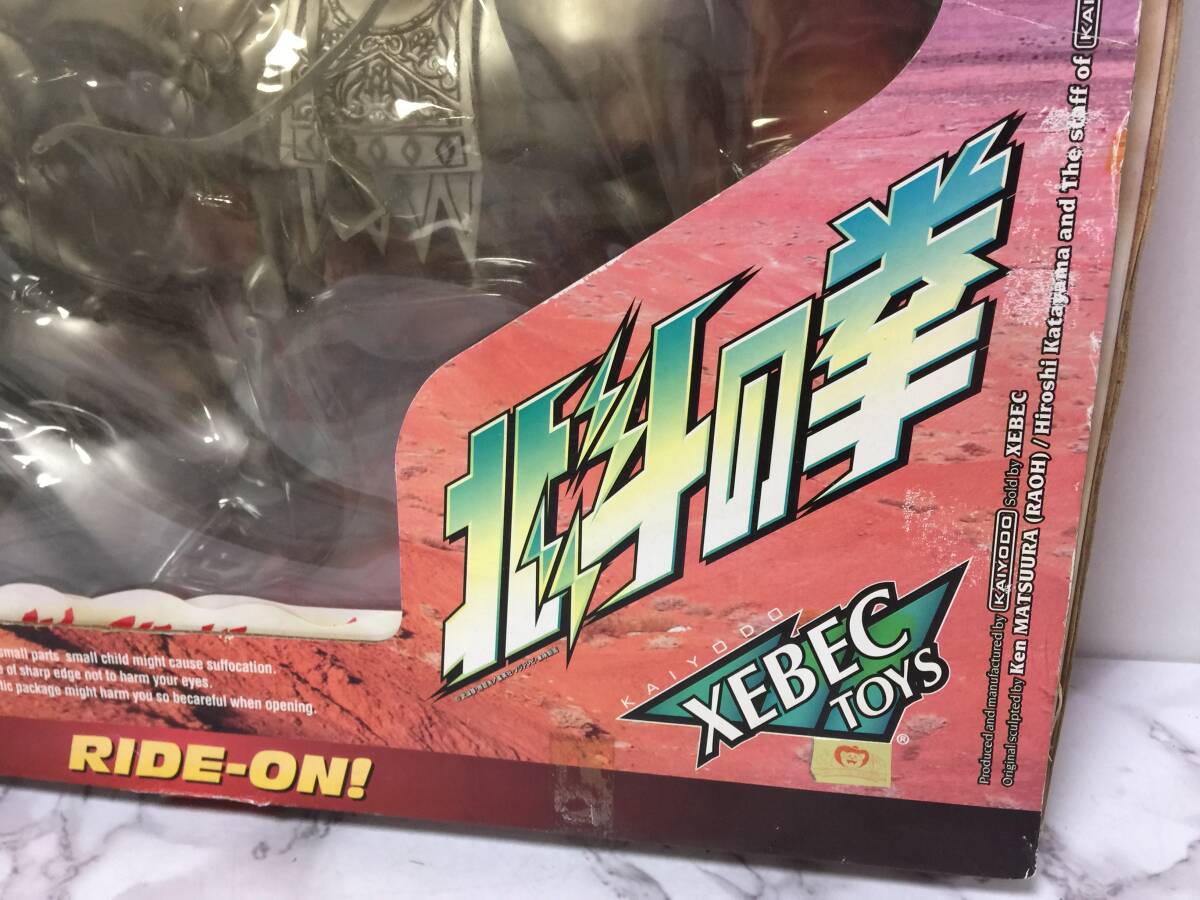 北斗の拳
small parts small child might cause suffocation.
of sharp edge not to harm your eyes.
tic package might harm you so becareful when opening.
RIDE-ON!
KAIYODO
XEBEC
TOYS
®
Produced and manufactured by KAIYODO Sold by XEBEC
Original sculpted by Ken MATSUURA (RAOH) / Hiroshi Katayama and The staff of KAI